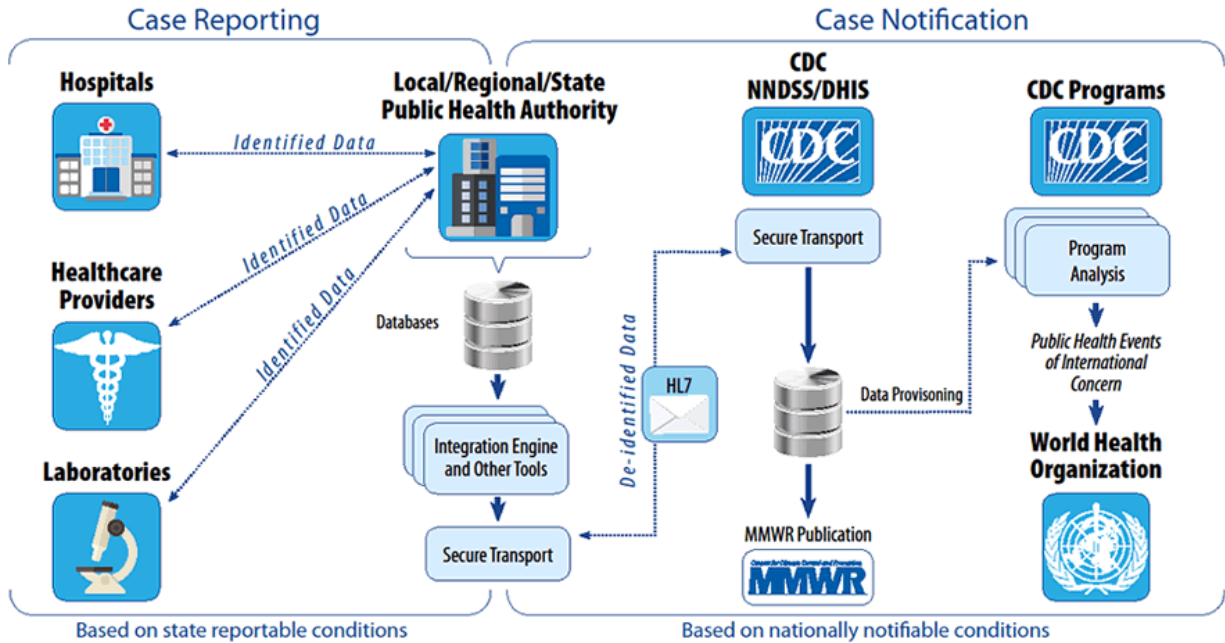 Case Reporting
Case Notification
Hospitals
Local/Regional/State
Public Health Authority
CDC
NNDSS/DHIS
CDC Programs
Identified Data
CDC
CDC
Identified Data
Secure Transport
Program
Analysis
Healthcare
Providers
Identified Data
Databases
De-identified Data
HL7
Data Provisoning
Public Health Events
of International
Concern
Laboratories
Integration Engine
and Other Tools
World Health
Organization
Secure Transport
MMWR Publication
MMWR
Based on state reportable conditions
Based on nationally notifiable conditions